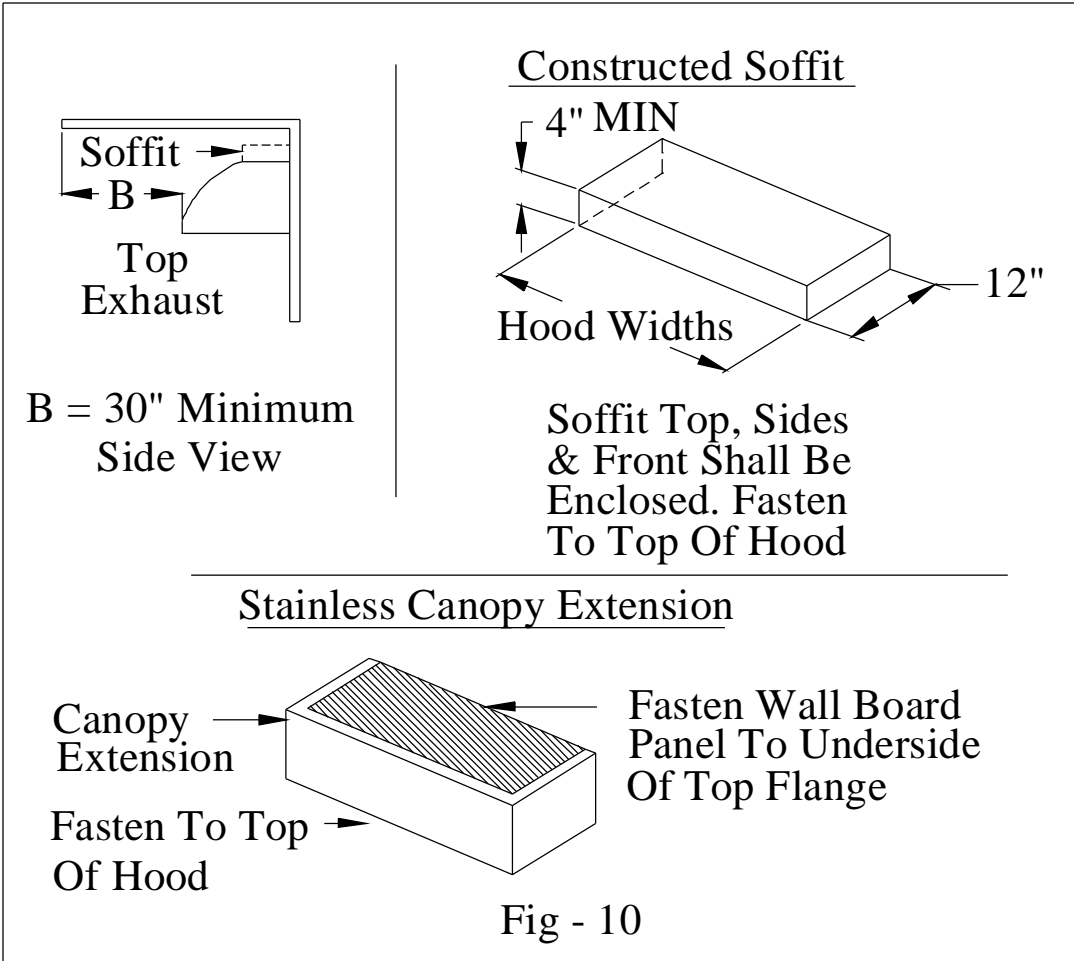 Soffit
B
Top
Exhaust
B = 30" Minimum
Side View
Constructed Soffit
4" MIN
12"
Hood Widths
Soffit Top, Sides
& Front Shall Be
Enclosed. Fasten
To Top Of Hood
Stainless Canopy Extension
Canopy
Extension
Fasten To Top
Of Hood
Fasten Wall Board
Panel To Underside
Of Top Flange
Fig - 10